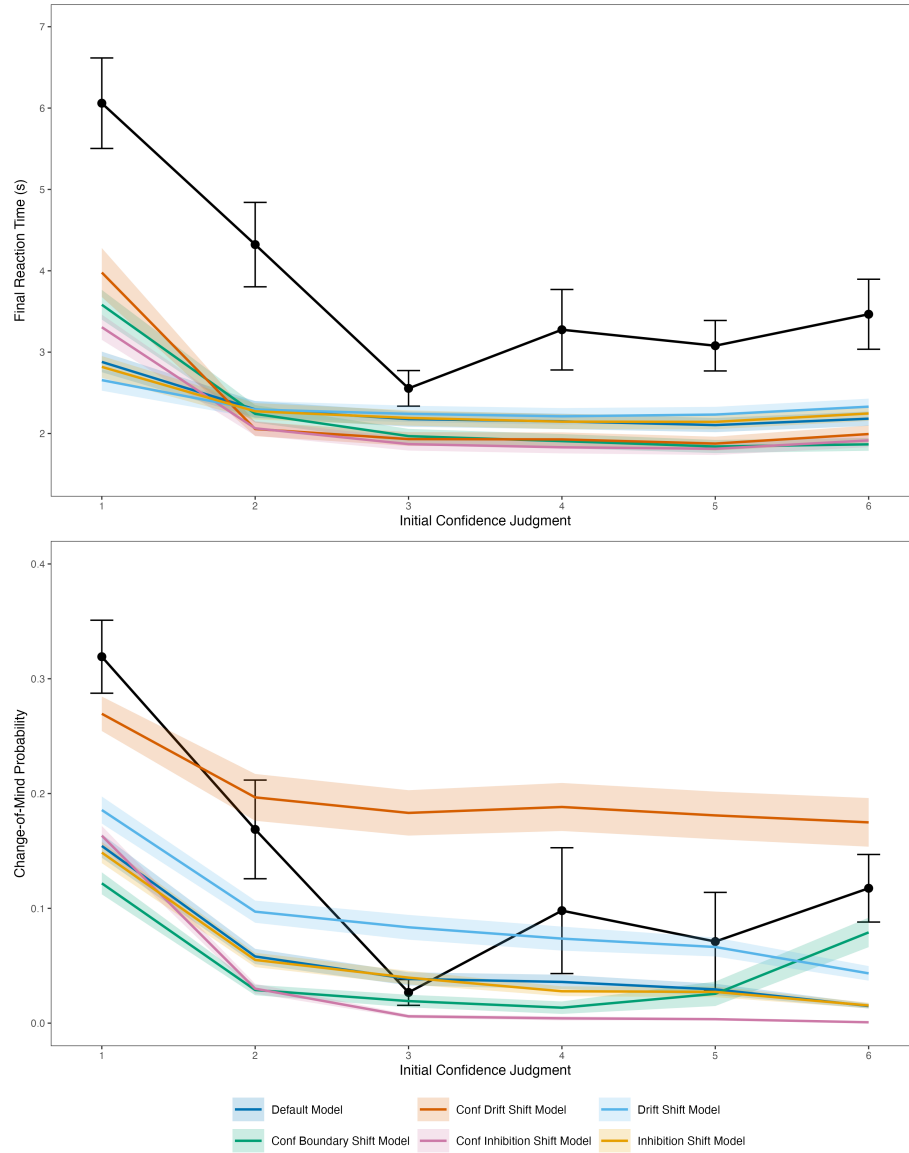 7
6
5
4
3
2
Final Reaction Time (s)
1 2 3 4 5 6
Initial Confidence Judgment
0.4
0.3
0.2
0.1
0.0
Change-of-Mind Probability
1 2 3 4 5 6
Initial Confidence Judgment
Default Model Conf Drift Shift Model Drift Shift Model
Conf Boundary Shift Model Conf Inhibition Shift Model Inhibition Shift Model